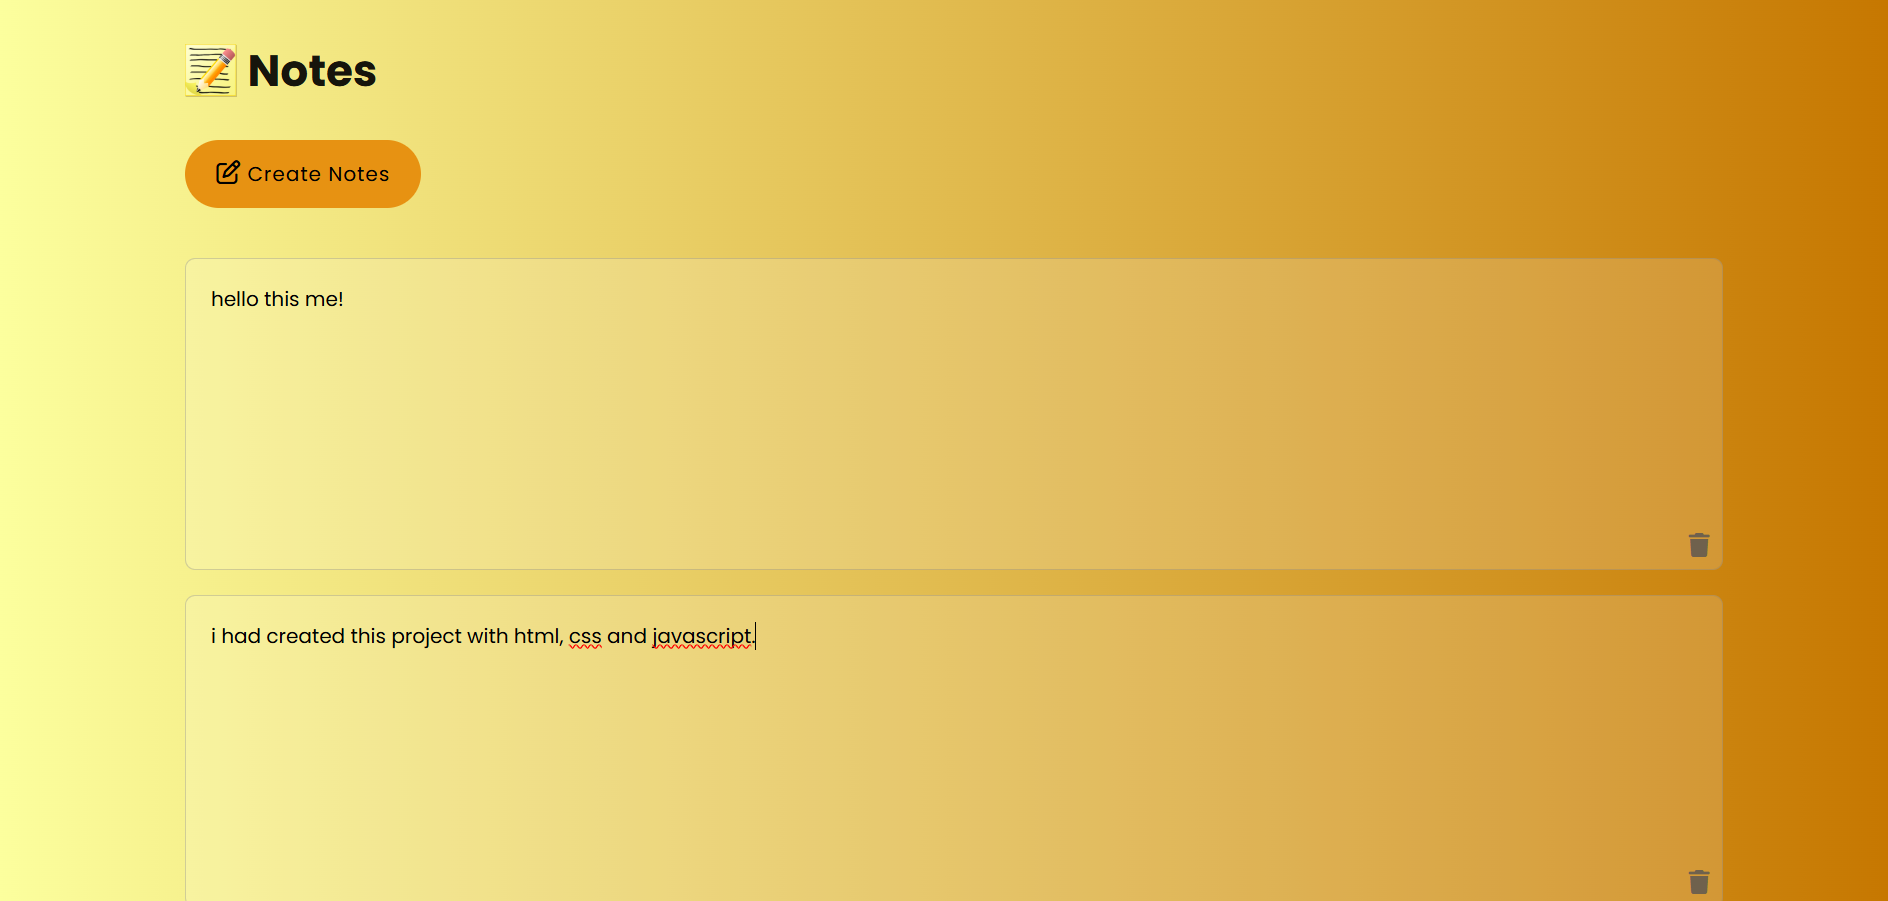 Notes
Create Notes
hello this me!
i had created this project with html, css and javascript.